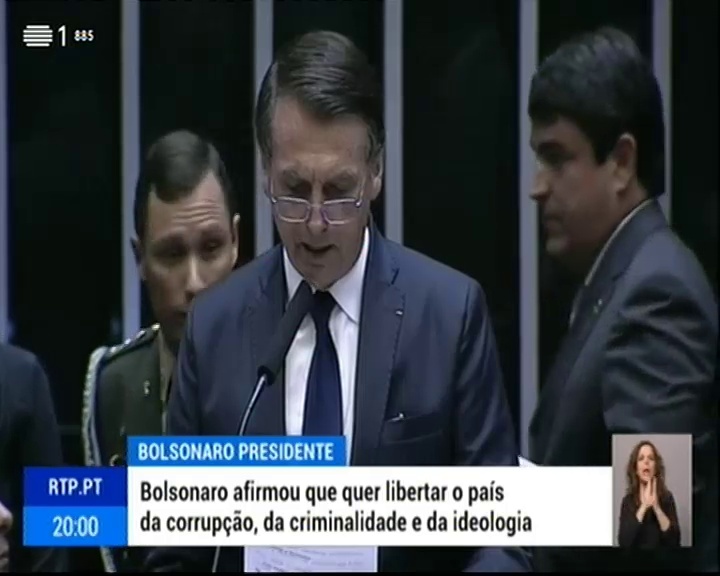 1 885
BOLSONARO PRESIDENTE
RTP.PT
20:00
Bolsonaro afirmou que quer libertar o país
da corrupção, da criminalidade e da ideologia